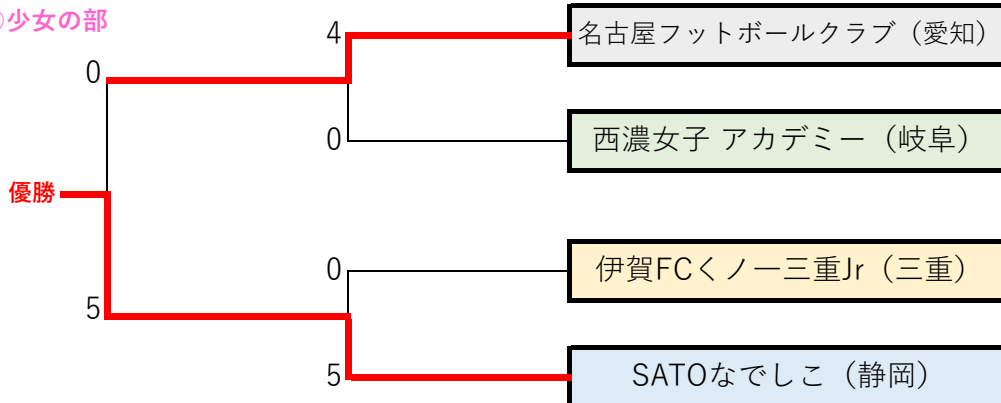 少女の部
4
名古屋フットボールクラブ（愛知）
0
0
西濃女子 アカデミー（岐阜）
優勝
0
伊賀FCくノ一三重Jr（三重）
5
5
SATOなでしこ（静岡）